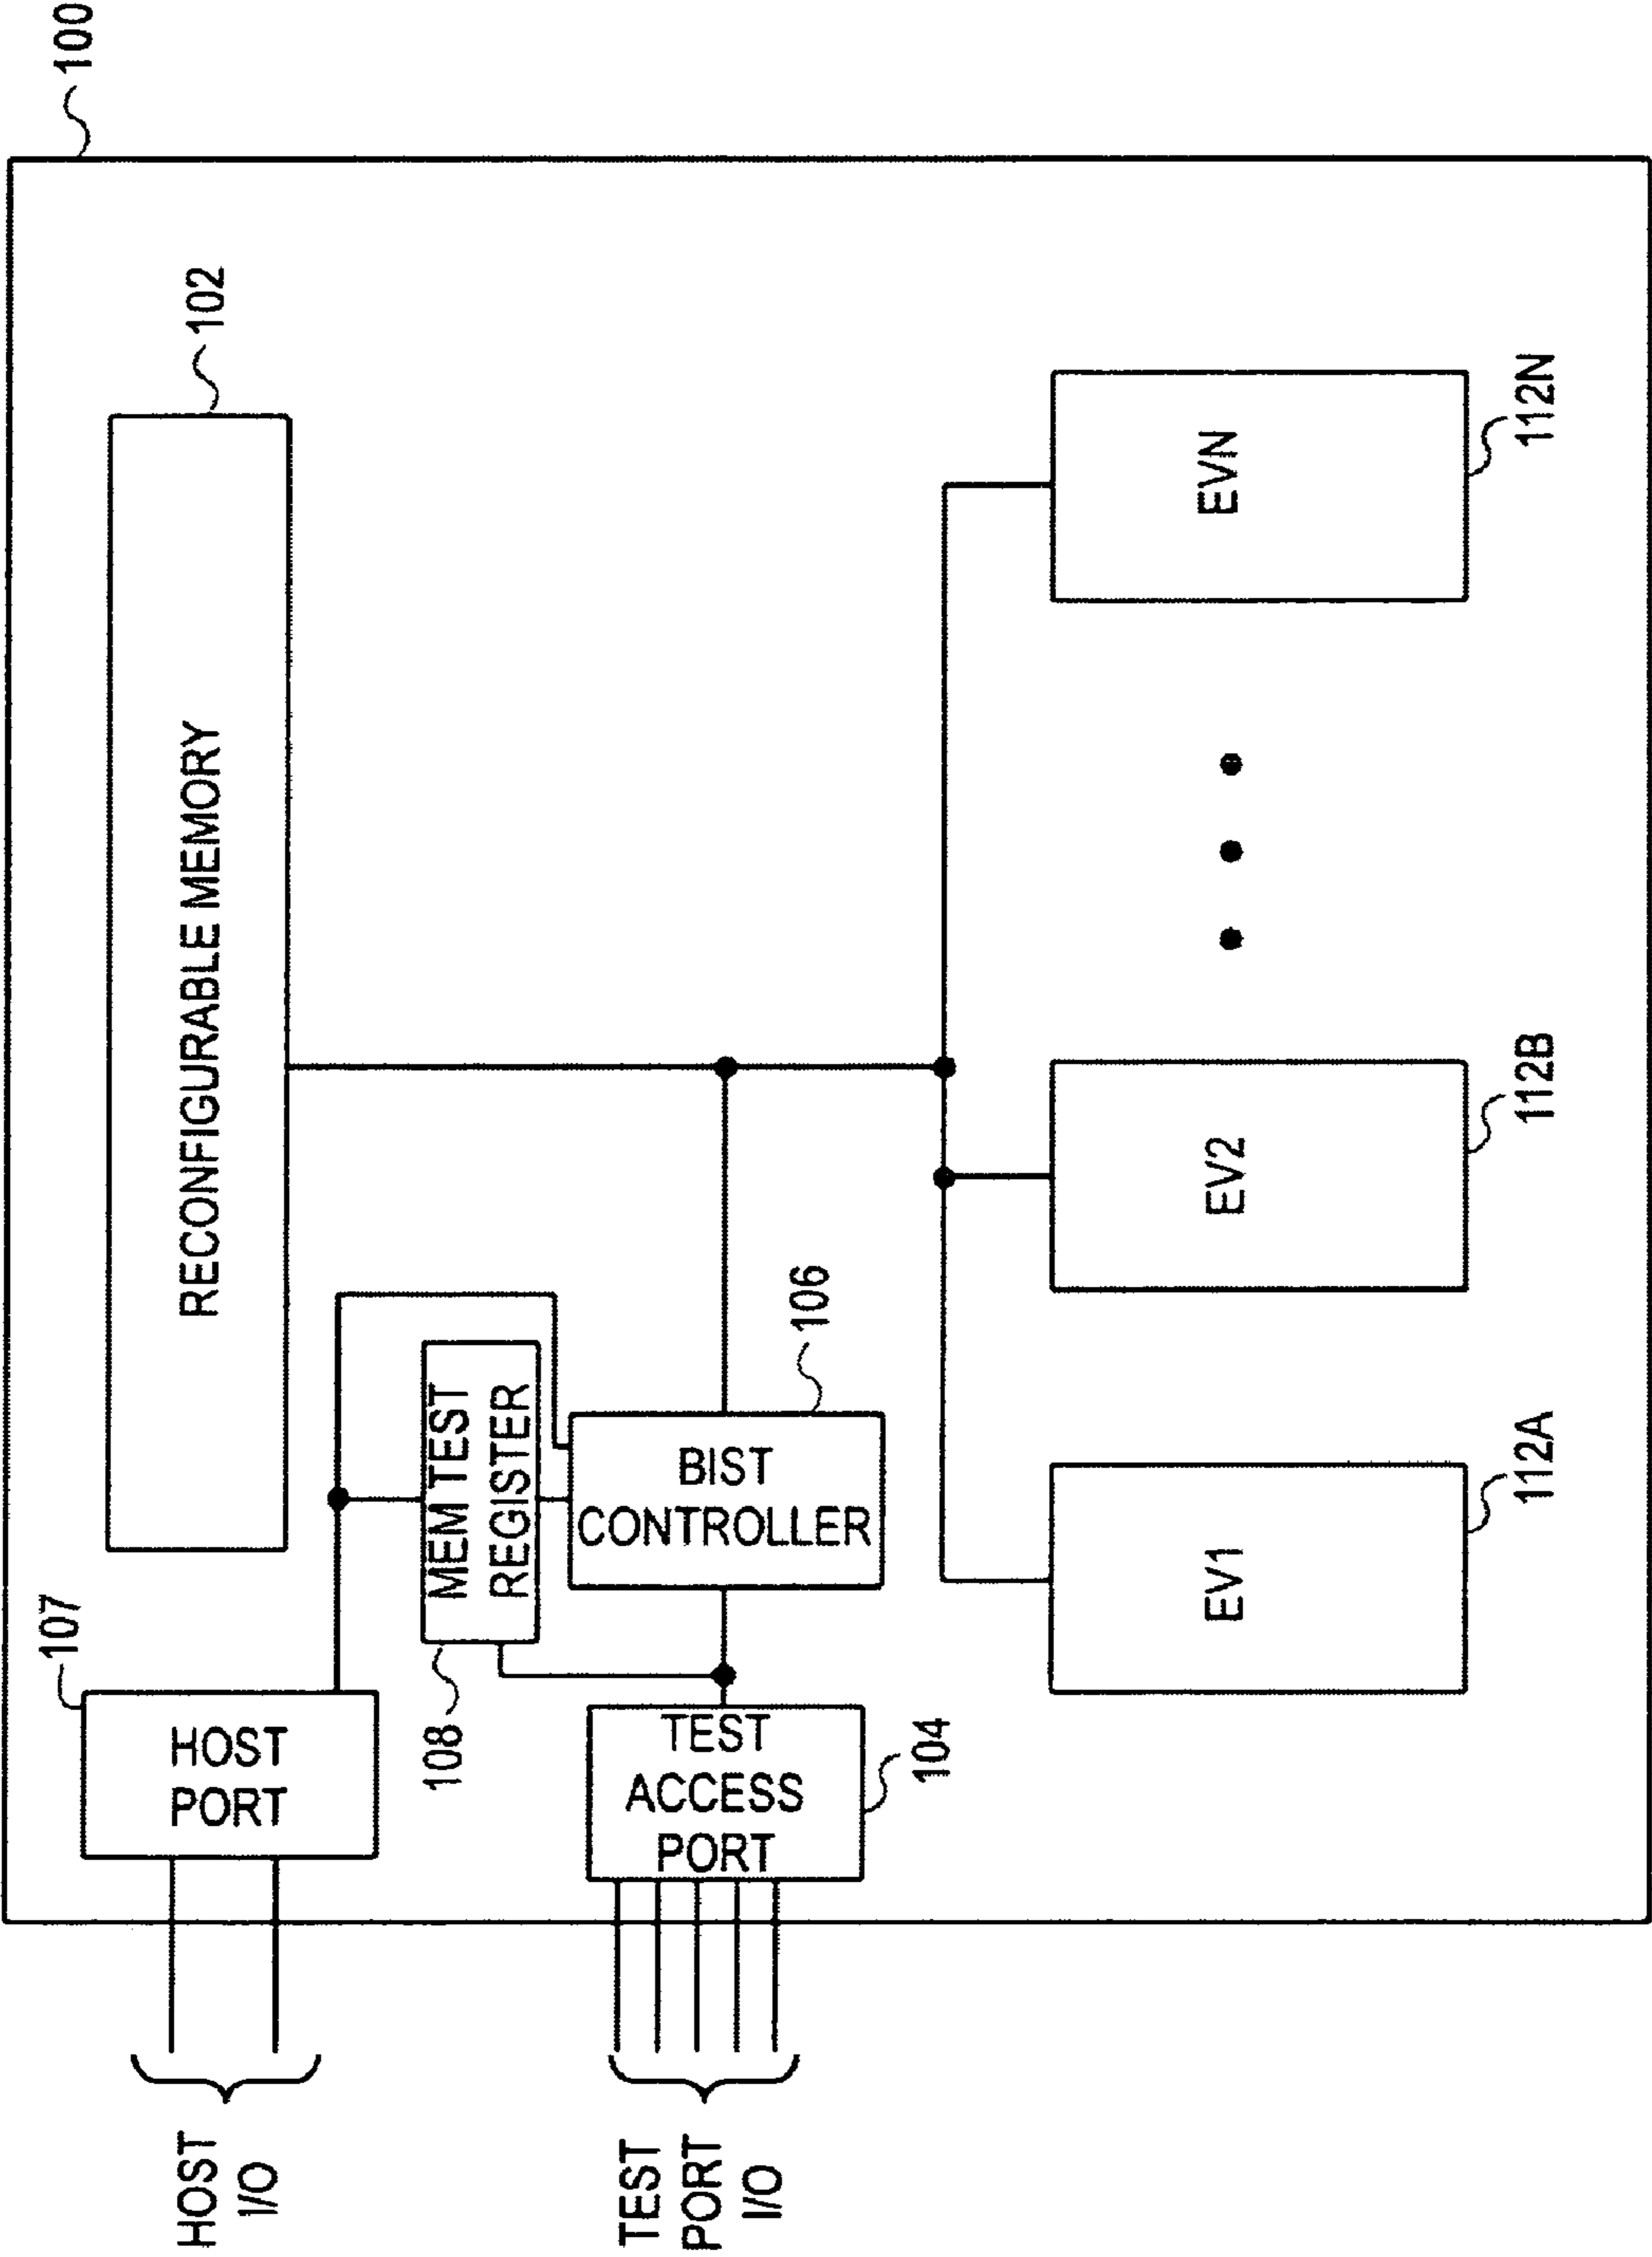 100
RECONFIGURABLE MEMORY
102
HOST
I/O
HOST
PORT
107
MEM TEST
REGISTER
108
TEST
PORT
I/O
TEST
ACCESS
PORT
104
BIST
CONTROLLER
106
EV1
112A
EV2
112B
EVN
112N